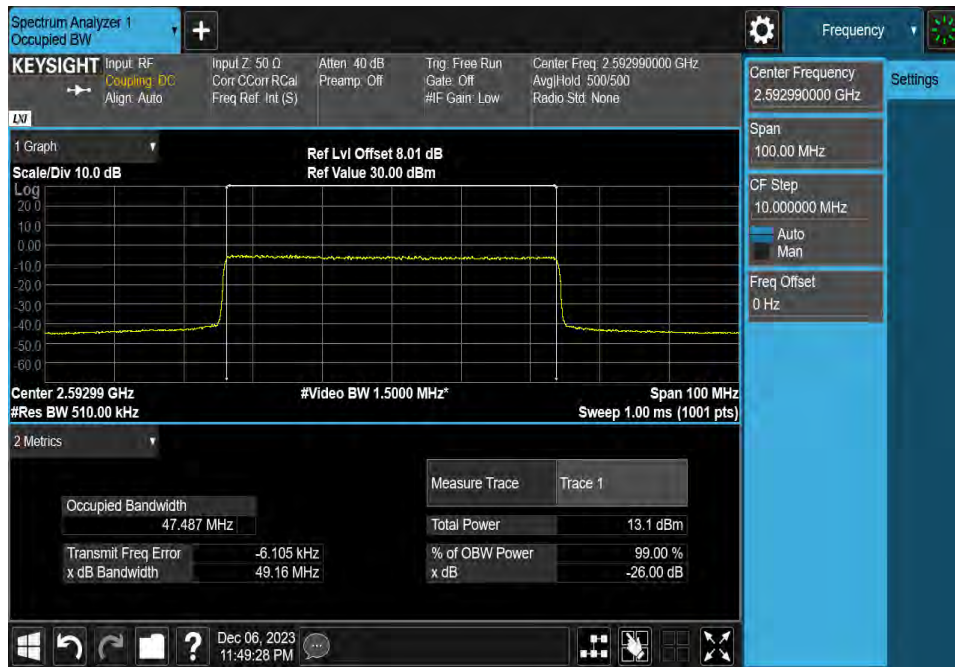 Spectrum Analyzer 1
Occupied BW
+
Frequency
KEYSIGHT
Input: RF
Coupling: DC
Align: Auto
Input Z: 50 Ω
Corr CCorr RCal
Freq Ref: Int (S)
Atten: 40 dB
Preamp: Off
Trig: Free Run
Gate: Off
#IF Gain: Low
Center Freq: 2.592990000 GHz
Avg|Hold: 500/500
Radio Std: None
LXI
Center Frequency
2.592990000 GHz
Settings
Span
100.00 MHz
CF Step
10.000000 MHz
Auto
Man
Freq Offset
0 Hz
1 Graph
Scale/Div 10.0 dB
Ref Lvl Offset 8.01 dB
Ref Value 30.00 dBm
Log
20.0
10.0
0.00
-10.0
-20.0
-30.0
-40.0
-50.0
-60.0
Center 2.59299 GHz
#Video BW 1.5000 MHz*
Span 100 MHz
#Res BW 510.00 kHz
Sweep 1.00 ms (1001 pts)
2 Metrics
Measure Trace
Trace 1
Occupied Bandwidth
47.487 MHz
Total Power
13.1 dBm
Transmit Freq Error
-6.105 kHz
% of OBW Power
99.00 %
x dB Bandwidth
49.16 MHz
x dB
-26.00 dB
?
Dec 06, 2023
11:49:28 PM